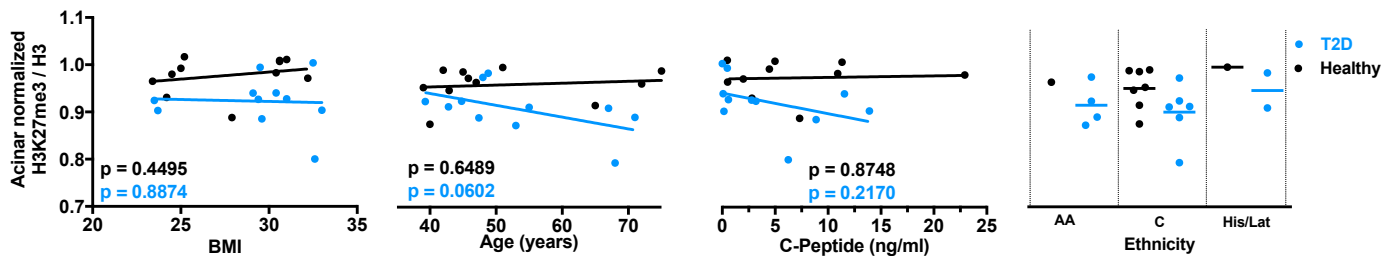 Acinar normalized
H3K27me3 / H3
1.1
1.0
0.9
0.8
0.7
p = 0.4495
p = 0.8874
20 25 30 35
BMI
p = 0.6489
p = 0.0602
40 50 60 70
Age (years)
p = 0.8748
p = 0.2170
0 5 10 15 20 25
C-Peptide (ng/ml)
T2D
Healthy
AA C His/Lat
Ethnicity